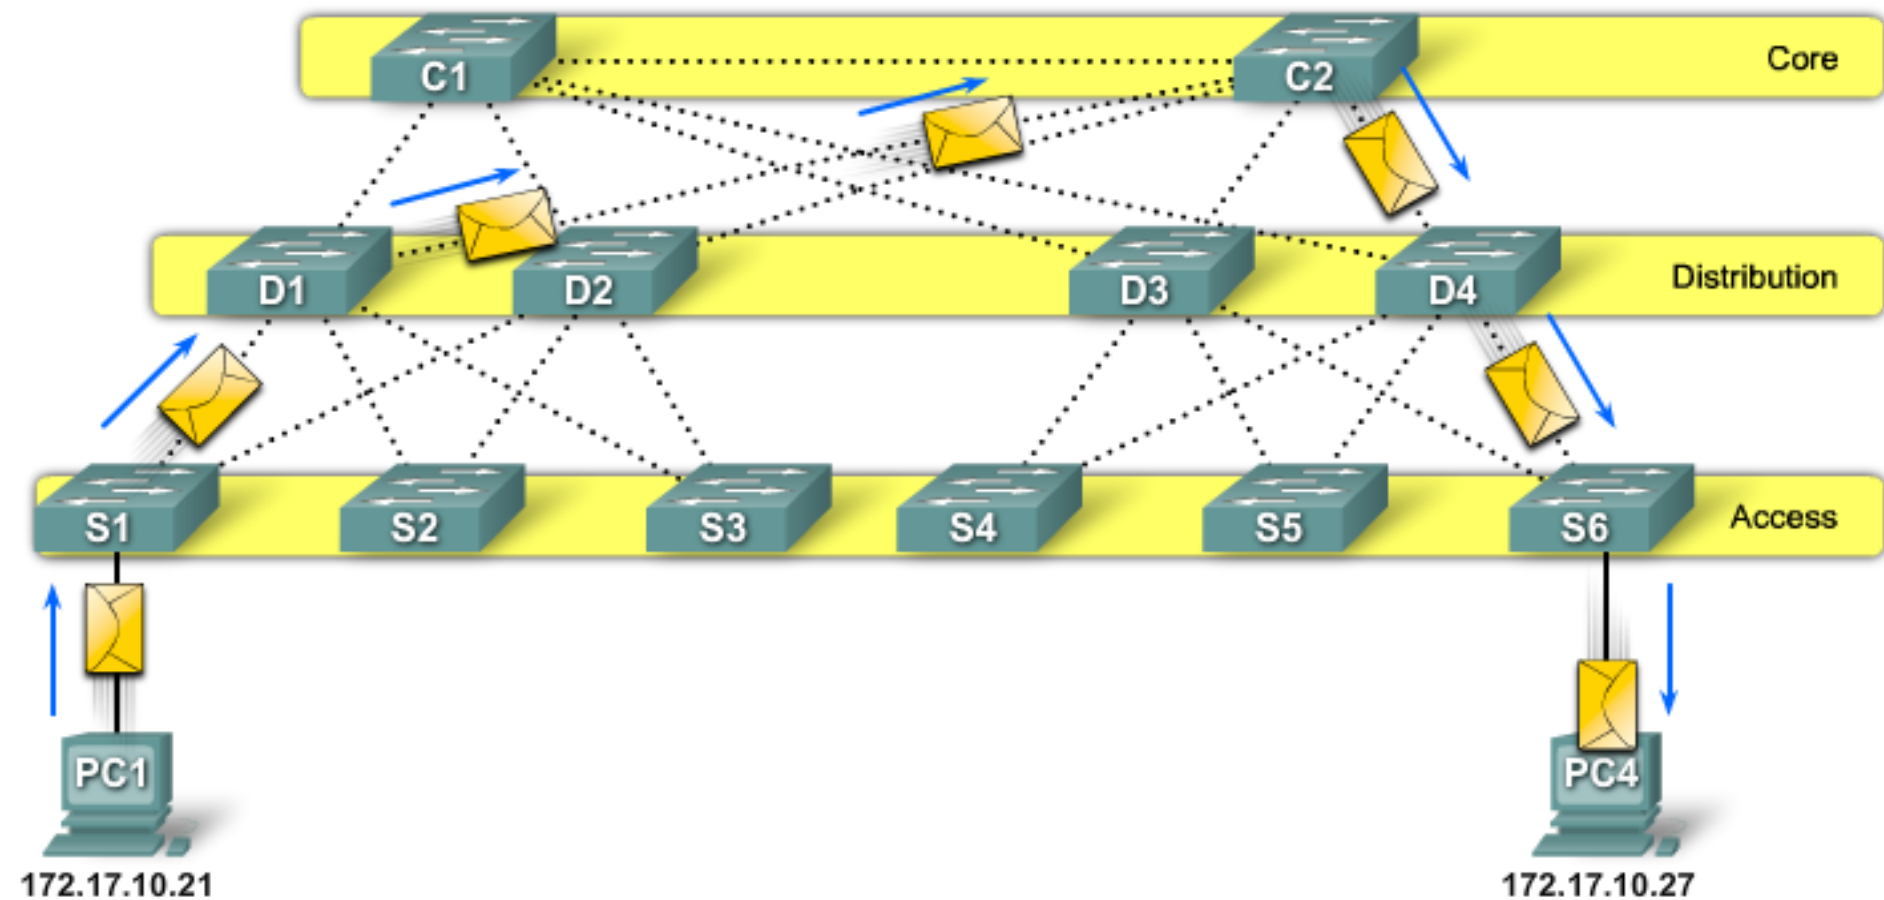 C1
C2
Core
D1
D2
D3
D4
Distribution
S1
S2
S3
S4
S5
S6
Access
PC1
PC4
172.17.10.21
172.17.10.27